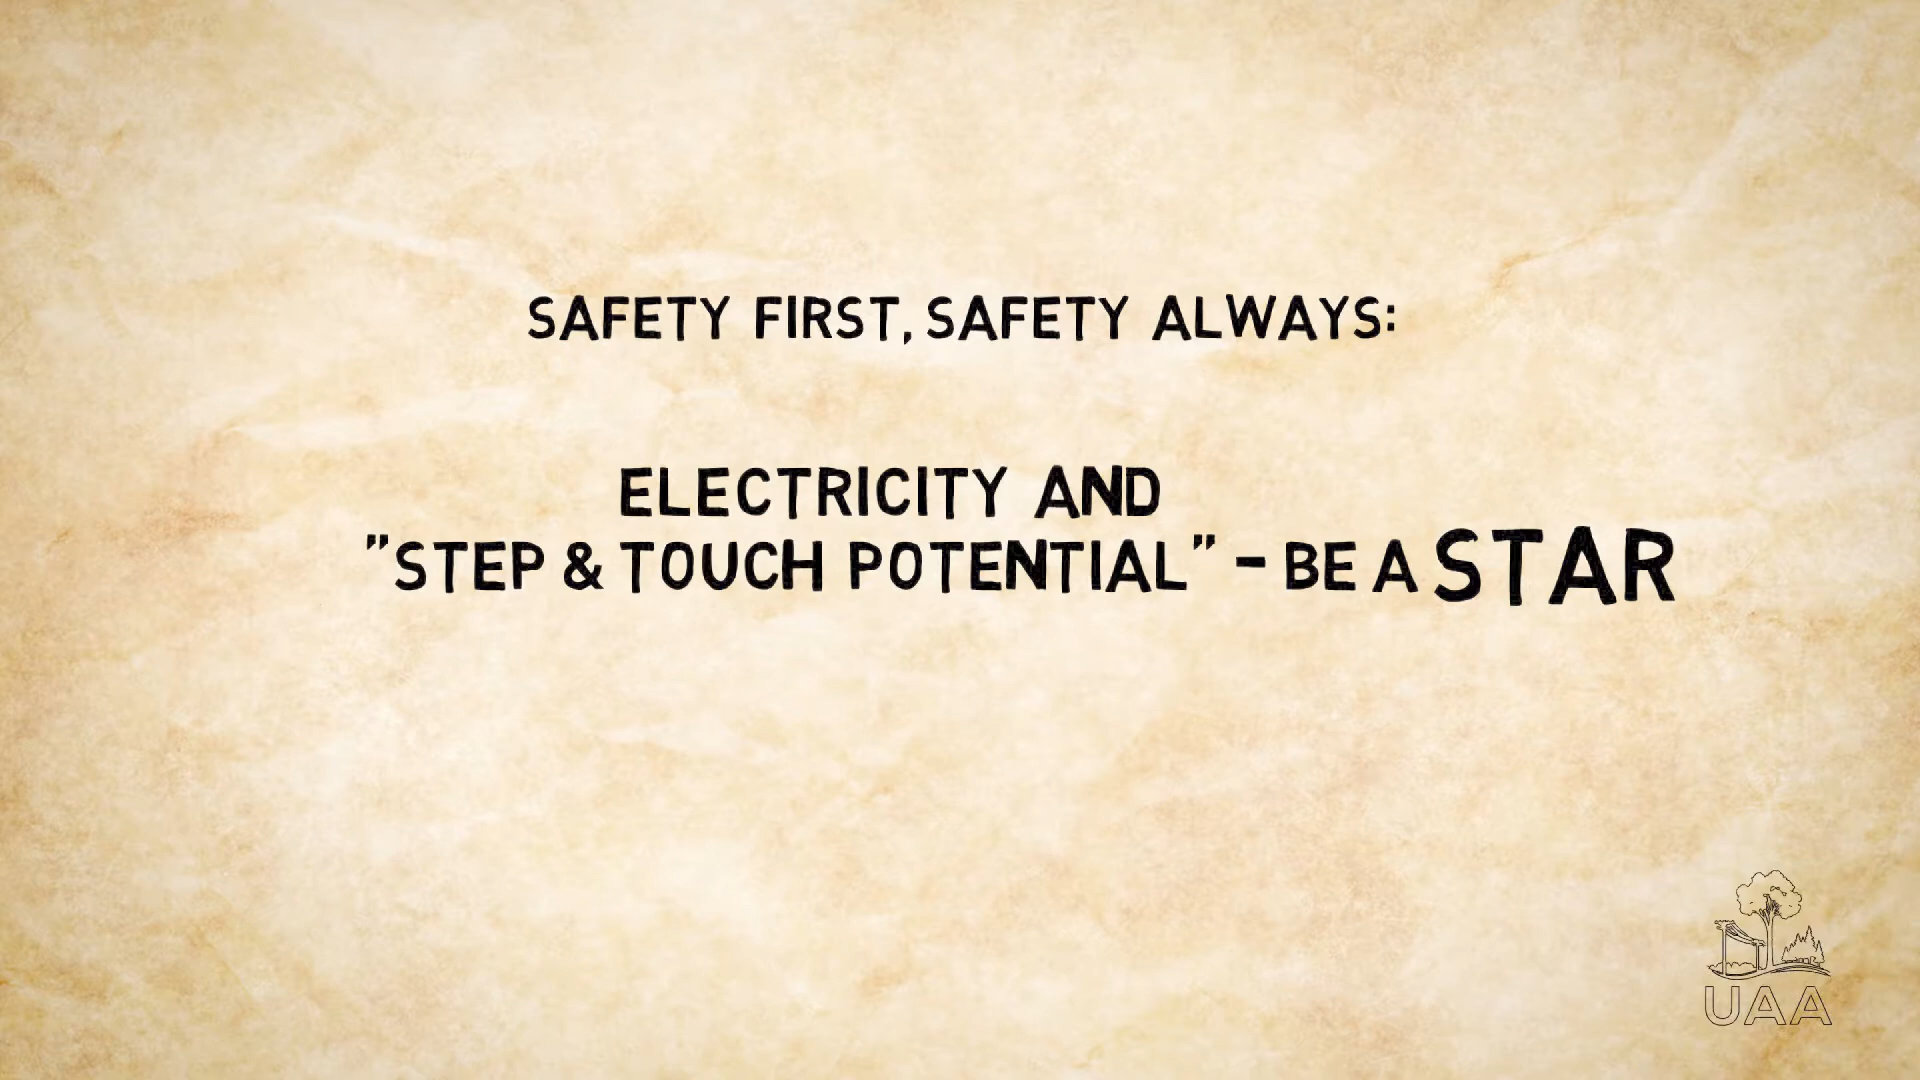 SAFETY FIRST, SAFETY ALWAYS:
ELECTRICITY AND
"STEP & TOUCH POTENTIAL" - BE A STAR
UAA